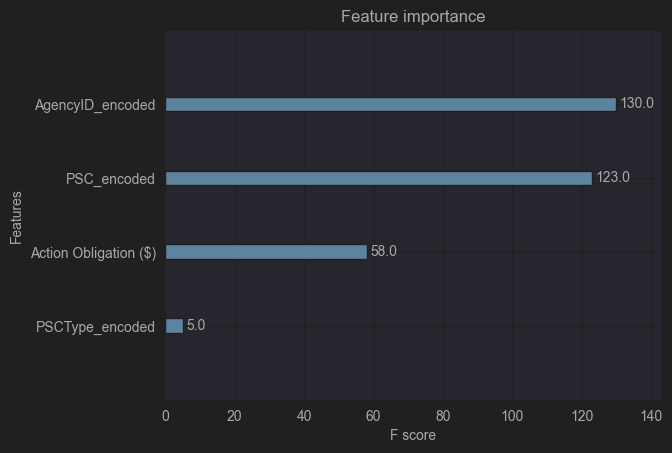 Feature importance
Features
AgencyID_encoded
130.0
PSC_encoded
123.0
Action Obligation ($)
58.0
PSCType_encoded
5.0
0 20 40 60 80 100 120 140
F score